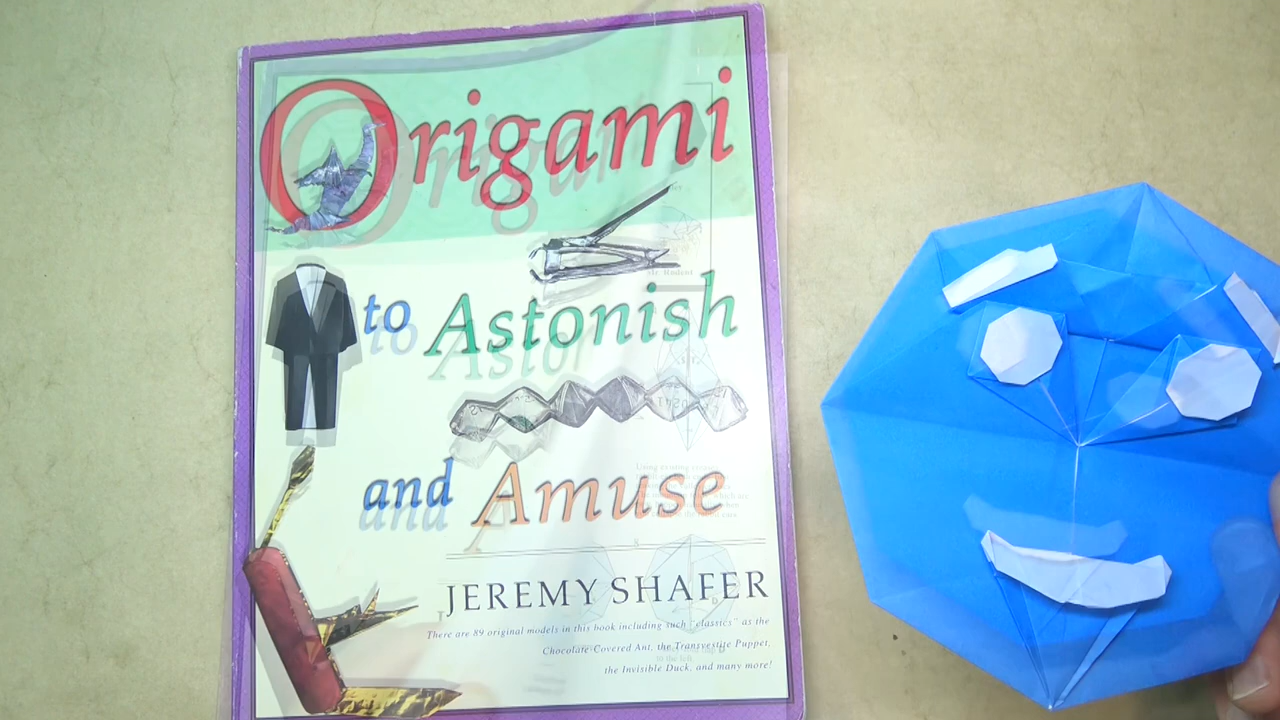 Origami
to Astonish
and Amuse
JEREMY SHAFER
There are 89 original models in this book including such "classics" as the
Chocolate-Covered Ant, the Transvestite Puppet,
the Invisible Duck, and many more!